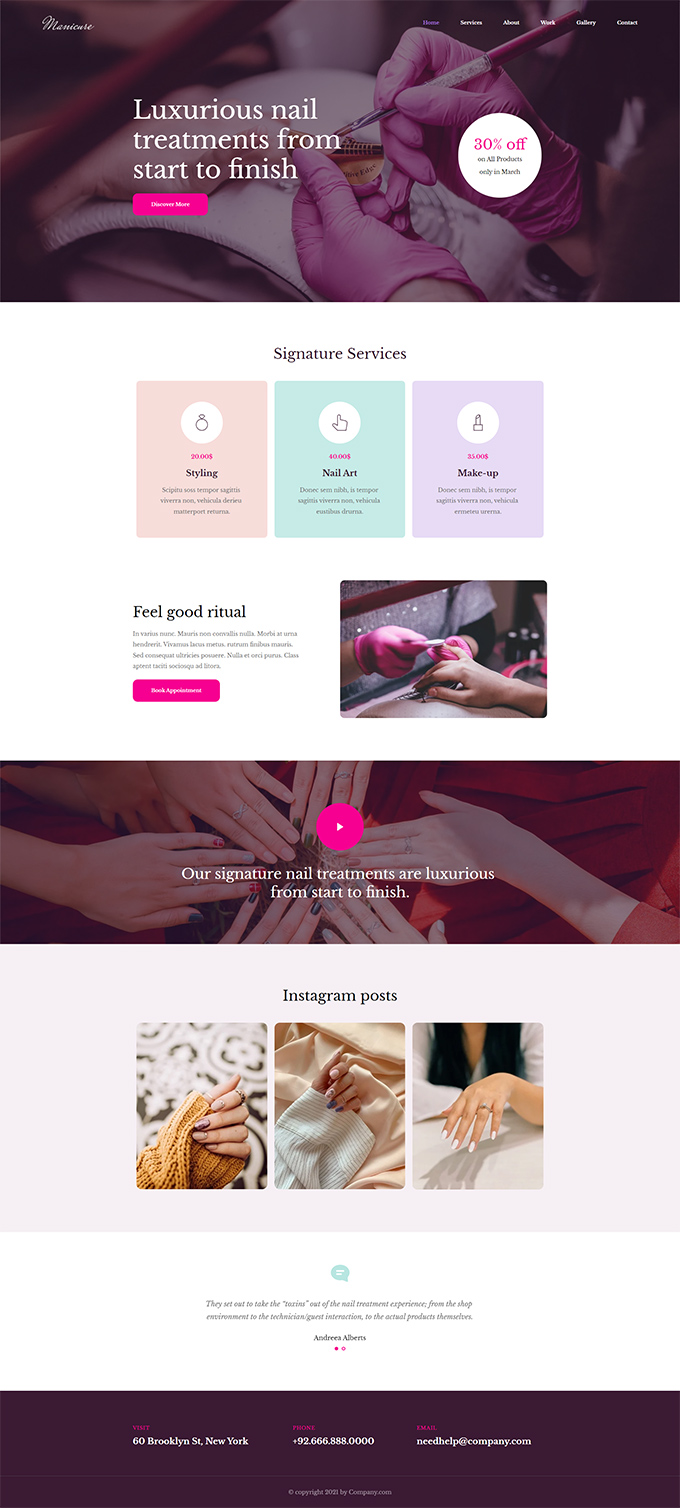 Manicure
Home Services About Work Gallery Contact
Luxurious nail
treatments from
start to finish
30% off
on All Products
only in March
Discover More
Signature Services
20.00$
Styling
Scipitu soss tempor sagittis
viverra non, vehicula derieu
matterport returna.
40.00$
Nail Art
Donec sem nibh, is tempor
sagittis viverra non, vehicula
eustibus drurna.
35.00$
Make-up
Donec sem nibh, is tempor
sagittis viverra non, vehicula
ermeteu urerna.
Feel good ritual
In varius nunc. Mauris non convallis nulla. Morbi at urna
hendrerit. Vivamus lacus metus, rutrum finibus mauris.
Sed consequat ultricies posuere. Nulla et orci purus. Class
aptent taciti sociosqu ad litora.
Book Appointment
Our signature nail treatments are luxurious
from start to finish.
Instagram posts
They set out to take the “toxins” out of the nail treatment experience; from the shop
environment to the technician/guest interaction, to the actual products themselves.
Andreea Alberts
VISIT
60 Brooklyn St, New York
PHONE
+92.666.888.0000
EMAIL
needhelp@company.com
© copyright 2021 by Company.com